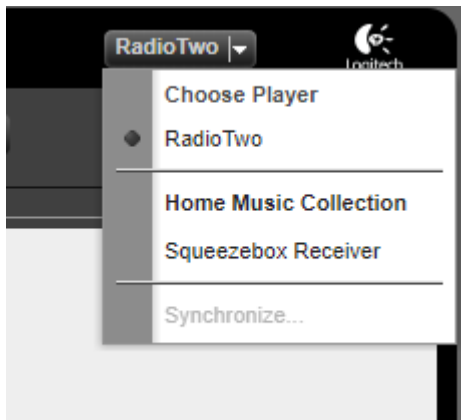 RadioTwo
Logitech
Choose Player
RadioTwo
Home Music Collection
Squeezebox Receiver
Synchronize...